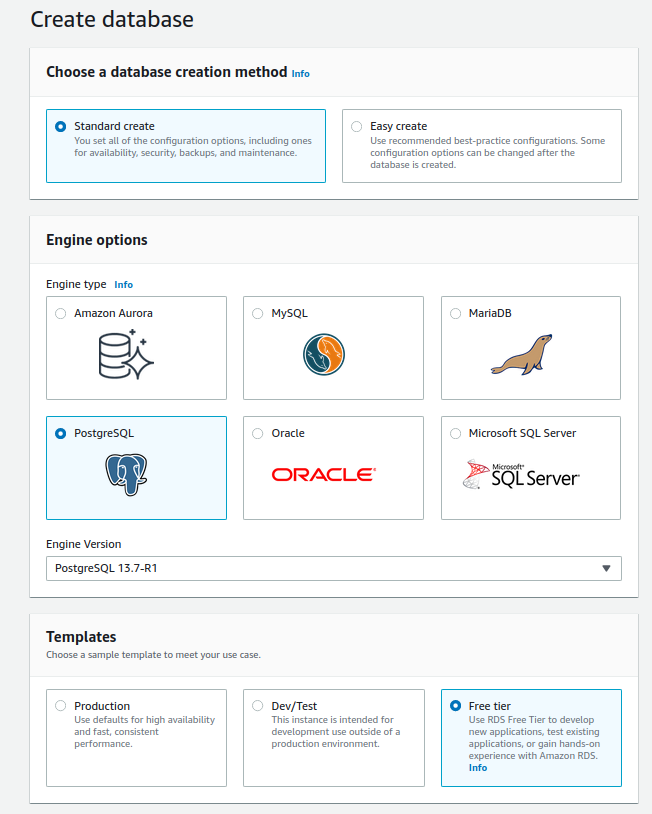 Create database
Choose a database creation method Info
Standard create
You set all of the configuration options, including ones
for availability, security, backups, and maintenance.
Easy create
Use recommended best-practice configurations. Some
configuration options can be changed after the
database is created.
Engine options
Engine type Info
Amazon Aurora
MySQL
MariaDB
PostgreSQL
Oracle
ORACLE®
Microsoft SQL Server
Microsoft®
SQL Server®
Engine Version
PostgreSQL 13.7-R1
Templates
Choose a sample template to meet your use case.
Production
Use defaults for high availability
and fast, consistent
performance.
Dev/Test
This instance is intended for
development use outside of a
production environment.
Free tier
Use RDS Free Tier to develop
new applications, test existing
applications, or gain hands-on
experience with Amazon RDS.
Info